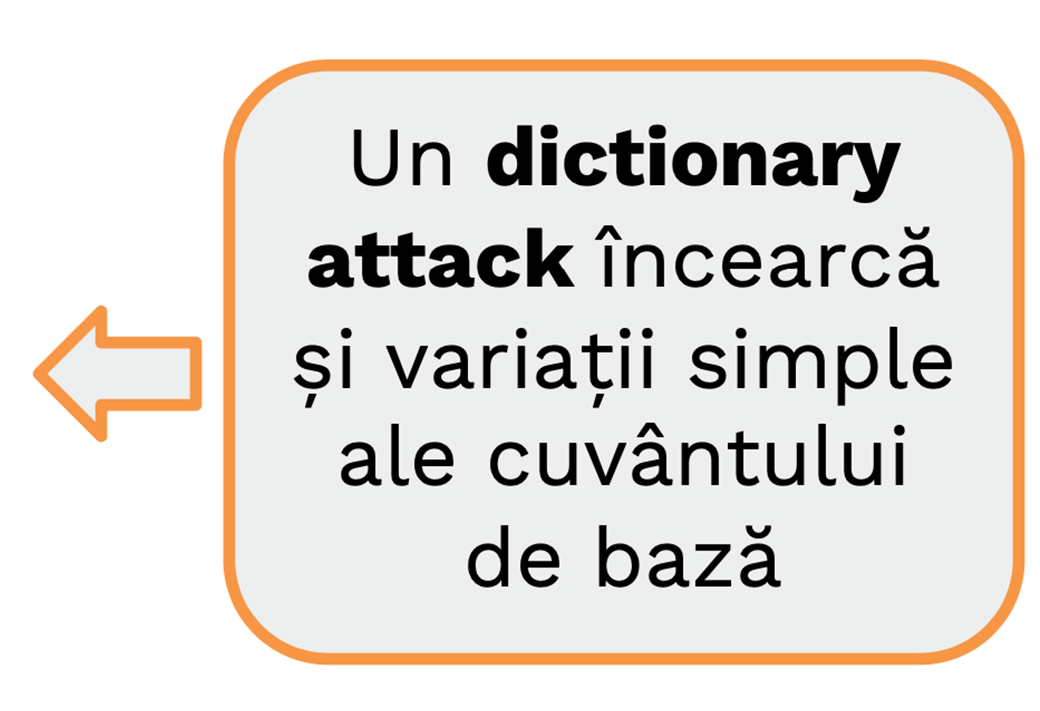 Un dictionary
attack încearcă
și variații simple
ale cuvântului
de bază